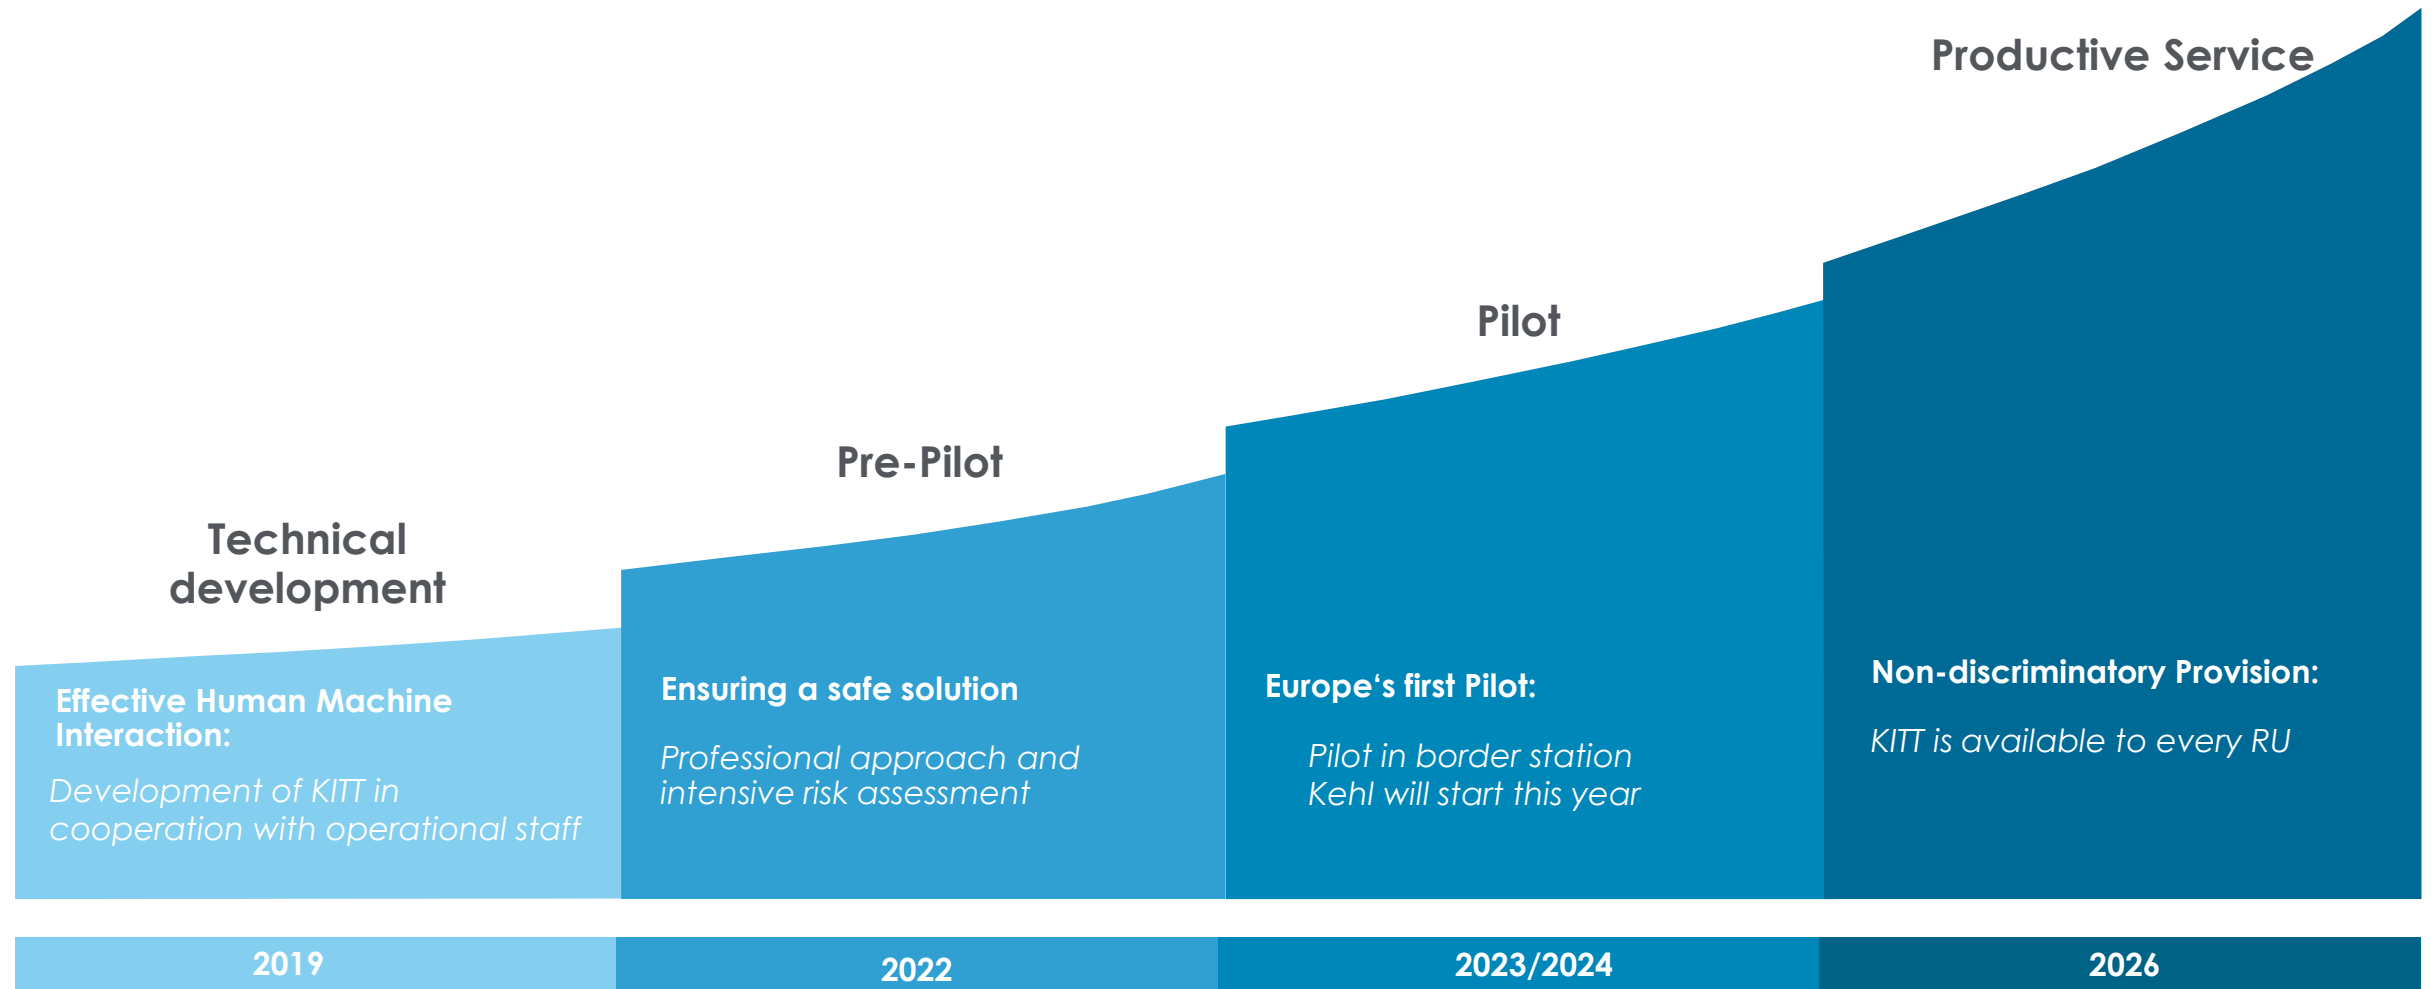 Technical
development
Effective Human Machine
Interaction:
Development of KITT in
cooperation with operational staff
2019
Pre-Pilot
Ensuring a safe solution
Professional approach and
intensive risk assessment
2022
Pilot
Europe‘s first Pilot:
Pilot in border station
Kehl will start this year
2023/2024
Productive Service
Non-discriminatory Provision:
KITT is available to every RU
2026